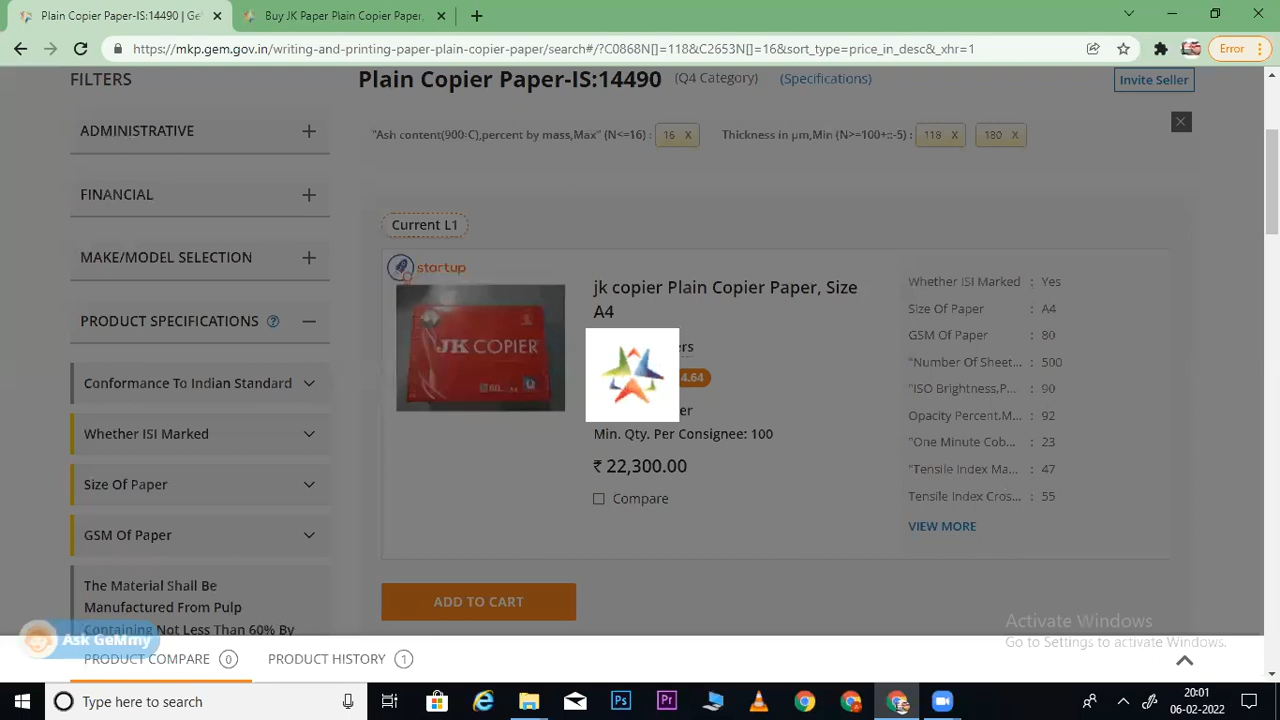 Plain Copier Paper-IS:14490 | Ge
Buy JK Paper Plain Copier Paper,
https://mkp.gem.gov.in/writing-and-printing-paper-plain-copier-paper/search#/?C0868N[]=118&C2653N[]=16&sort_type=price_in_desc&_xhr=1
Error
FILTERS
ADMINISTRATIVE
FINANCIAL
MAKE/MODEL SELECTION
PRODUCT SPECIFICATIONS
Conformance To Indian Standard
Whether ISI Marked
Size Of Paper
GSM Of Paper
The Material Shall Be
Manufactured From Pulp
Containing Not Less Than 60% By
Ask GeMmy
Plain Copier Paper-IS:14490 (Q4 Category) (Specifications)
Invite Seller
"Ash content(900◦C),percent by mass,Max" (N<=16) : 16 X Thickness in µm,Min (N>=100+::-5) : 118 X 180 X
Current L1
startup
JK COPIER
jk copier Plain Copier Paper, Size
A4
ers
4.64
er
Min. Qty. Per Consignee: 100
₹ 22,300.00
Compare
Whether ISI Marked : Yes
Size Of Paper : A4
GSM Of Paper : 80
"Number Of Sheet... : 500
"ISO Brightness,P... : 90
Opacity Percent,M... : 92
"One Minute Cob... : 23
"Tensile Index Ma... : 47
Tensile Index Cros... : 55
VIEW MORE
ADD TO CART
Activate Windows
Go to Settings to activate Windows.
PRODUCT COMPARE 0
PRODUCT HISTORY 1
Type here to search
20:01
06-02-2022